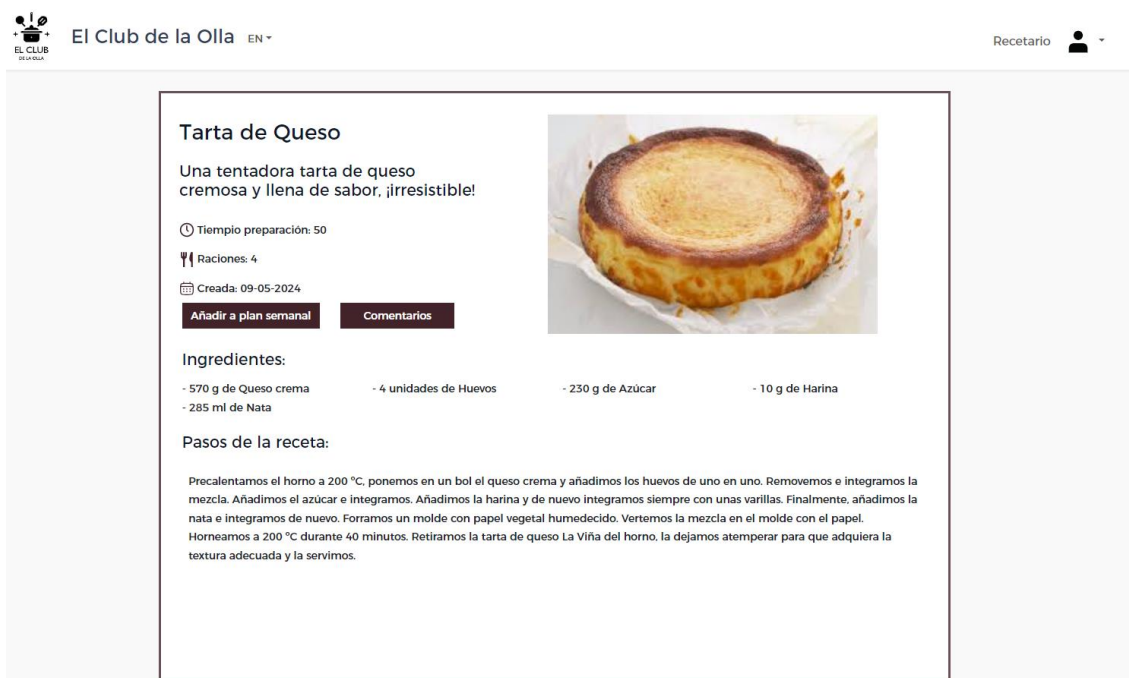 EL CLUB
DE LA OLLA
El Club de la Olla EN
Recetario
Tarta de Queso
Una tentadora tarta de queso
cremosa y llena de sabor, ¡irresistible!
Tiempio preparación: 50
Raciones: 4
Creada: 09-05-2024
Añadir a plan semanal
Comentarios
Ingredientes:
- 570 g de Queso crema - 4 unidades de Huevos - 230 g de Azúcar - 10 g de Harina
- 285 ml de Nata
Pasos de la receta:
Precalentamos el horno a 200 °C, ponemos en un bol el queso crema y añadimos los huevos de uno en uno. Removemos e integramos la
mezcla. Añadimos el azúcar e integramos. Añadimos la harina y de nuevo integramos siempre con unas varillas. Finalmente, añadimos la
nata e integramos de nuevo. Forramos un molde con papel vegetal humedecido. Vertemos la mezcla en el molde con el papel.
Horneamos a 200 °C durante 40 minutos. Retiramos la tarta de queso La Viña del horno, la dejamos atemperar para que adquiera la
textura adecuada y la servimos.